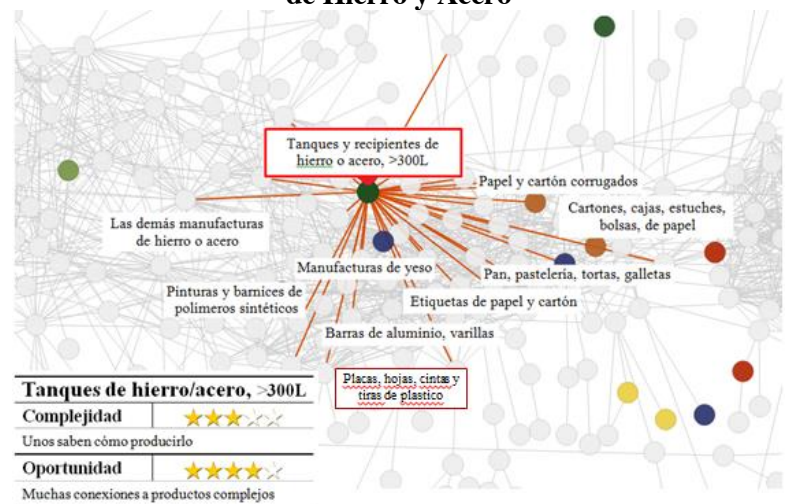 de Hierro y Acero
Tanques y recipientes de
hierro o acero, >300L
Papel y cartón corrugados
Cartones, cajas, estuches,
bolsas, de papel
Las demás manufacturas
de hierro o acero
Manufacturas de yeso
Pan, pastelería, tortas, galletas
Pinturas y barnices de
polímeros sintéticos
Etiquetas de papel y cartón
Barras de aluminio, varillas
Placas, hojas, cintas y
tiras de plastico
Tanques de hierro/acero, >300L
Complejidad
Unos saben cómo producirlo
Oportunidad
Muchas conexiones a productos complejos